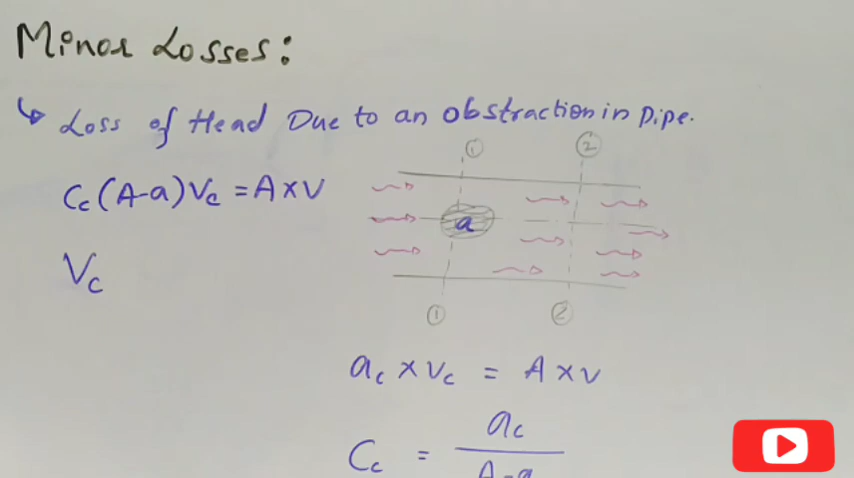 Minor Losses:
↳ Loss of Head Due to an obstraction in pipe.
① ②
Cc(A-a)Vc = A×V
a
Vc
① ②
ac × Vc = A × V
Cc = ac / A-a